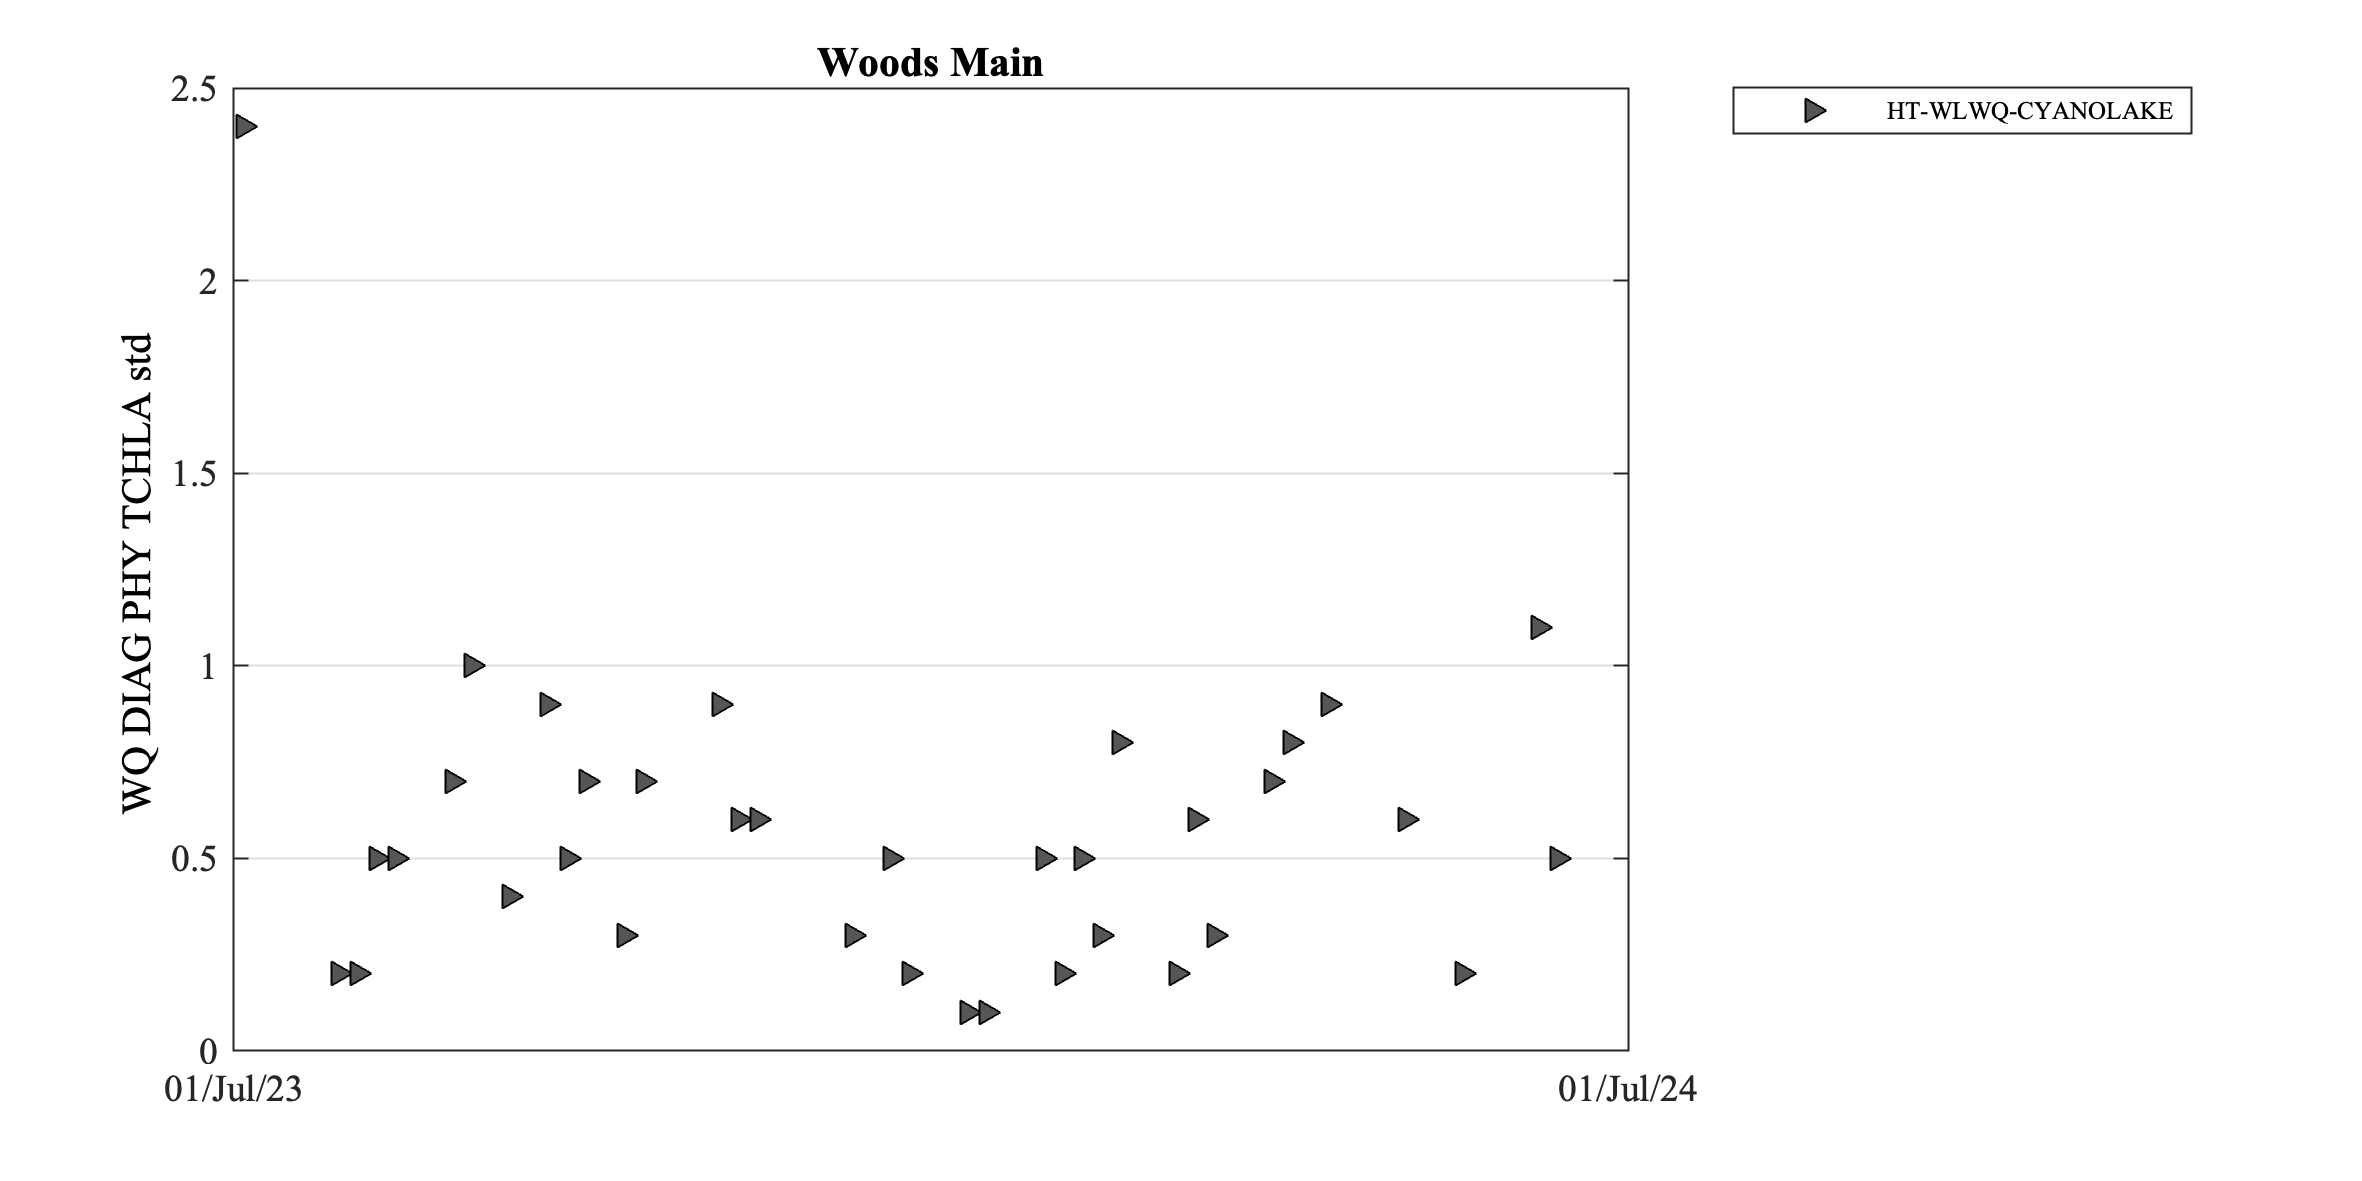 Woods Main
HT-WLWQ-CYANOLAKE
WQ DIAG PHY TCHLA std
2.5
2
1.5
1
0.5
0
01/Jul/23
01/Jul/24